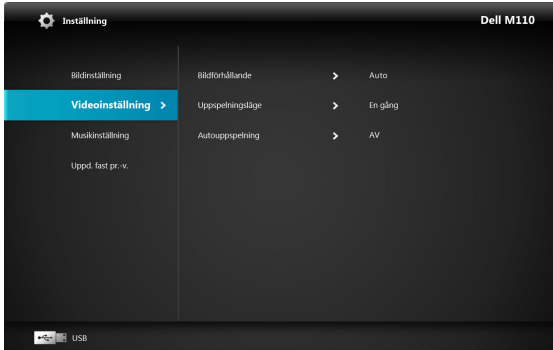 Inställning
Dell M110
Bildinställning
Bildförhållande
Auto
Videoinställning
Uppspelningsläge
En gång
Musikinställning
Autouppspelning
AV
Uppd. fast pr.-v.
USB